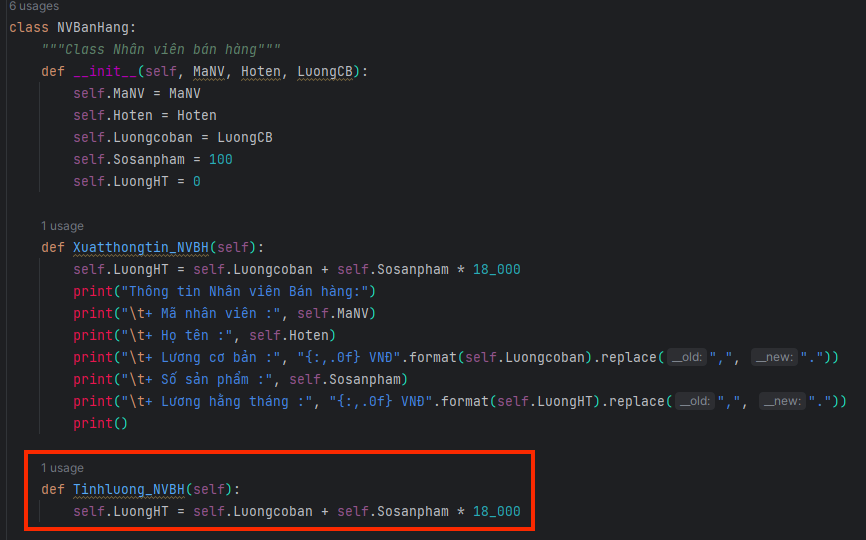 6 usages
class NVBanHang:
"""Class Nhân viên bán hàng"""
def __init__(self, MaNV, Hoten, LuongCB):
self.MaNV = MaNV
self.Hoten = Hoten
self.Luongcoban = LuongCB
self.Sosanpham = 100
self.LuongHT = 0
1 usage
def Xuatthongtin_NVBH(self):
self.LuongHT = self.Luongcoban + self.Sosanpham * 18_000
print("Thông tin Nhân viên Bán hàng:")
print("\t+ Mã nhân viên :", self.MaNV)
print("\t+ Họ tên :", self.Hoten)
print("\t+ Lương cơ bản :", "{:,.0f} VNĐ".format(self.Luongcoban).replace( __old: ",", __new: "."))
print("\t+ Số sản phẩm :", self.Sosanpham)
print("\t+ Lương hằng tháng :", "{:,.0f} VNĐ".format(self.LuongHT).replace( __old: ",", __new: "."))
print()
1 usage
def Tinhluong_NVBH(self):
self.LuongHT = self.Luongcoban + self.Sosanpham * 18_000